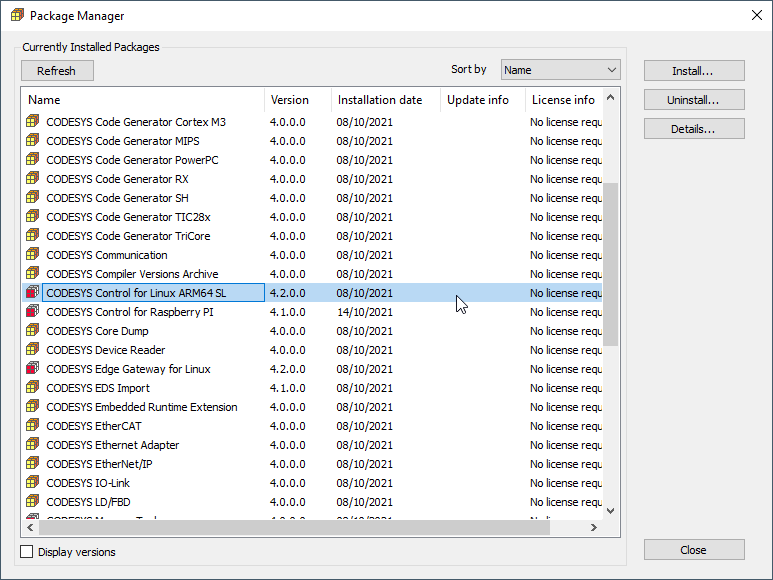 Package Manager
Currently Installed Packages
Refresh Sort by Name Install...
Name Version Installation date Update info License info Uninstall...
CODESYS Code Generator Cortex M3 4.0.0.0 08/10/2021 No license requ Details...
CODESYS Code Generator MIPS 4.0.0.0 08/10/2021 No license requ
CODESYS Code Generator PowerPC 4.0.0.0 08/10/2021 No license requ
CODESYS Code Generator RX 4.0.0.0 08/10/2021 No license requ
CODESYS Code Generator SH 4.0.0.0 08/10/2021 No license requ
CODESYS Code Generator TIC28x 4.0.0.0 08/10/2021 No license requ
CODESYS Code Generator TriCore 4.0.0.0 08/10/2021 No license requ
CODESYS Communication 4.0.0.0 08/10/2021 No license requ
CODESYS Compiler Versions Archive 4.0.0.0 08/10/2021 No license requ
CODESYS Control for Linux ARM64 SL 4.2.0.0 08/10/2021 No license requ
CODESYS Control for Raspberry PI 4.1.0.0 14/10/2021 No license requ
CODESYS Core Dump 4.0.0.0 08/10/2021 No license requ
CODESYS Device Reader 4.0.0.0 08/10/2021 No license requ
CODESYS Edge Gateway for Linux 4.2.0.0 08/10/2021 No license requ
CODESYS EDS Import 4.1.0.0 08/10/2021 No license requ
CODESYS Embedded Runtime Extension 4.0.0.0 08/10/2021 No license requ
CODESYS EtherCAT 4.0.0.0 08/10/2021 No license requ
CODESYS Ethernet Adapter 4.0.0.0 08/10/2021 No license requ
CODESYS EtherNet/IP 4.0.0.0 08/10/2021 No license requ
CODESYS IO-Link 4.0.0.0 08/10/2021 No license requ
CODESYS LD/FBD 4.0.0.0 08/10/2021 No license requ
Display versions Close